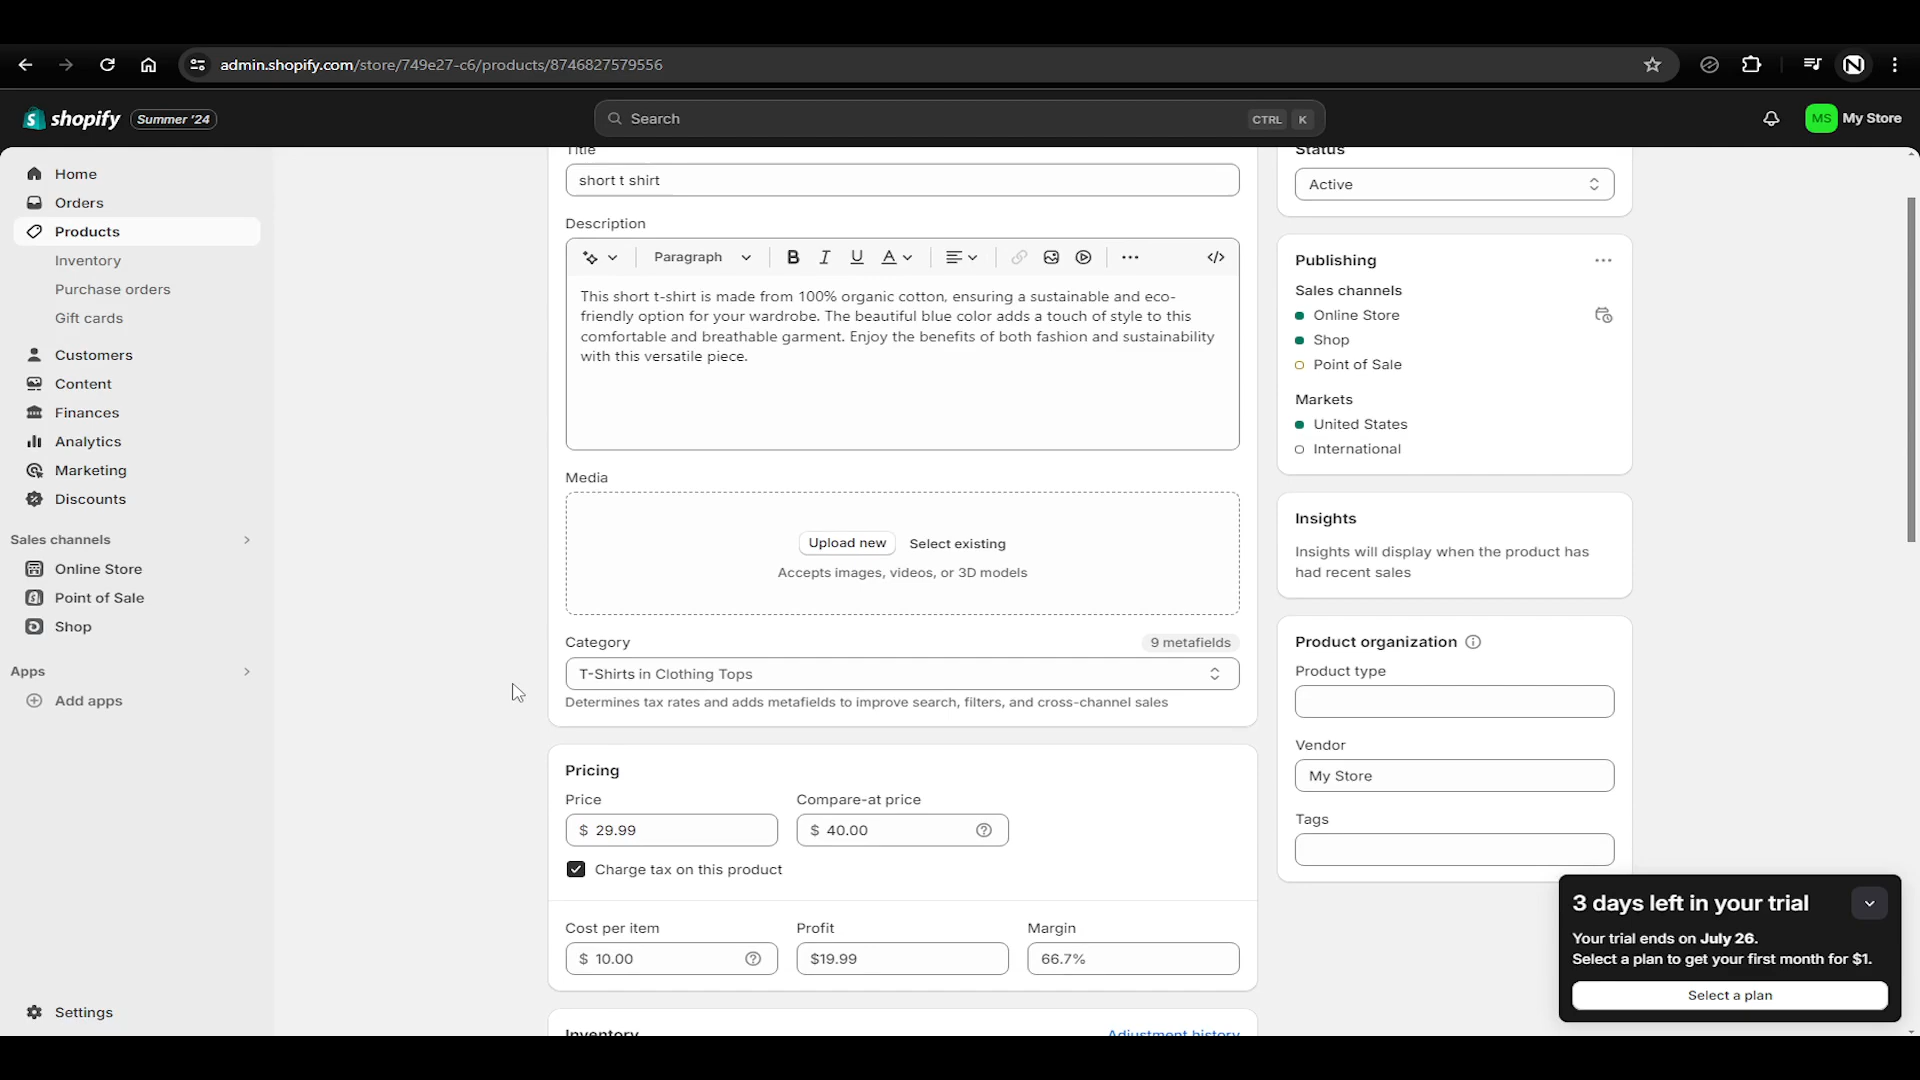 admin.shopify.com/store/749e27-c6/products/8746827579556
shopify
Summer '24
Search
CTRL K
MS
My Store
Home
Orders
Products
Inventory
Purchase orders
Gift cards
Customers
Content
Finances
Analytics
Marketing
Discounts
Sales channels
Online Store
Point of Sale
Shop
Apps
Add apps
Settings
Title
short t shirt
Description
Paragraph
This short t-shirt is made from 100% organic cotton, ensuring a sustainable and eco-
friendly option for your wardrobe. The beautiful blue color adds a touch of style to this
comfortable and breathable garment. Enjoy the benefits of both fashion and sustainability
with this versatile piece.
Media
Upload new
Select existing
Accepts images, videos, or 3D models
Category
9 metafields
T-Shirts in Clothing Tops
Determines tax rates and adds metafields to improve search, filters, and cross-channel sales
Pricing
Price
Compare-at price
$ 29.99
$ 40.00
Charge tax on this product
Cost per item
Profit
Margin
$ 10.00
$19.99
66.7%
Inventory
Adjustment history
Status
Active
Publishing
Sales channels
Online Store
Shop
Point of Sale
Markets
United States
International
Insights
Insights will display when the product has
had recent sales
Product organization
Product type
Vendor
My Store
Tags
3 days left in your trial
Your trial ends on July 26.
Select a plan to get your first month for $1.
Select a plan